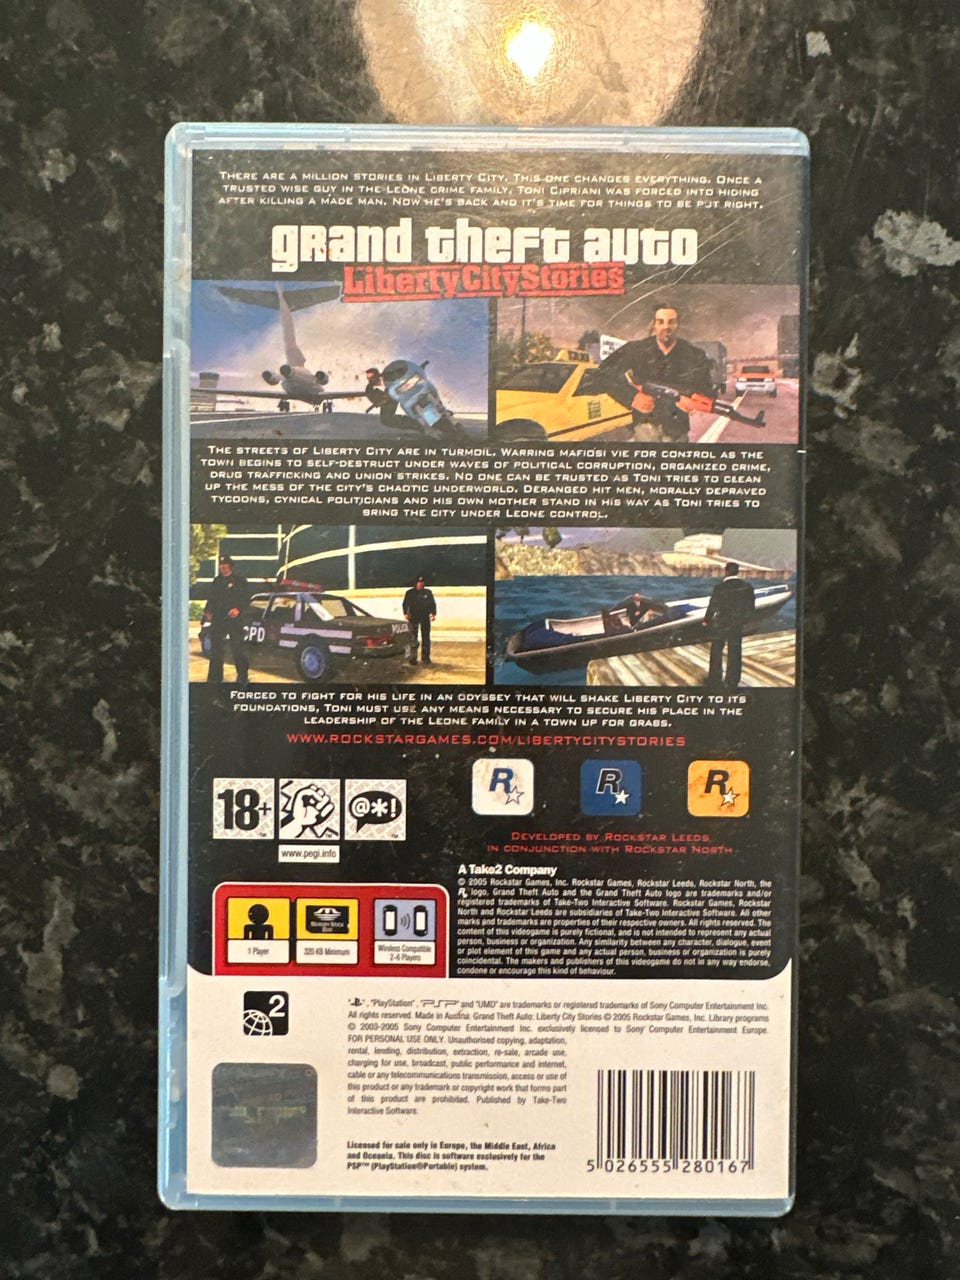 THERE ARE A MILLION STORIES IN LIBERTY CITY. THIS ONE CHANGES EVERYTHING. ONCE A
TRUSTED WISE GUY IN THE LEONE CRIME FAMILY, TONI CIPRIANI WAS FORCED INTO HIDING
AFTER KILLING A MADE MAN. NOW HE'S BACK AND IT'S TIME FOR THINGS TO BE PUT RIGHT.
grand theft auto
Liberty City Stories
TAXI
THE STREETS OF LIBERTY CITY ARE IN TURMOIL. WARRING MAFIOSI VIE FOR CONTROL AS THE
TOWN BEGINS TO SELF-DESTRUCT UNDER WAVES OF POLITICAL CORRUPTION, ORGANIZED CRIME,
DRUG TRAFFICKING AND UNION STRIKES. NO ONE CAN BE TRUSTED AS TONI TRIES TO CLEAN
UP THE MESS OF THE CITY'S CHAOTIC UNDERWORLD. DERANGED HIT MEN, MORALLY DEPRAVED
TYCOONS, CYNICAL POLITICIANS AND HIS OWN MOTHER STAND IN HIS WAY AS TONI TRIES TO
BRING THE CITY UNDER LEONE CONTROL.
CPD
POLICE
FORCED TO FIGHT FOR HIS LIFE IN AN ODYSSEY THAT WILL SHAKE LIBERTY CITY TO ITS
FOUNDATIONS, TONI MUST USE ANY MEANS NECESSARY TO SECURE HIS PLACE IN THE
LEADERSHIP OF THE LEONE FAMILY IN A TOWN UP FOR GRABS.
WWW.ROCKSTARGAMES.COM/LIBERTYCITYSTORIES
R R R
18+ @*!
www.pegi.info
DEVELOPED BY ROCKSTAR LEEDS
IN CONJUNCTION WITH ROCKSTAR NORTH
A Take2 Company
© 2005 Rockstar Games, Inc. Rockstar Games, Rockstar Leeds, Rockstar North, the
R logo, Grand Theft Auto and the Grand Theft Auto logo are trademarks and/or
registered trademarks of Take-Two Interactive Software. Rockstar Games, Rockstar
North and Rockstar Leeds are subsidiaries of Take-Two Interactive Software. All other
marks and trademarks are properties of their respective owners. All rights reserved. The
content of this videogame is purely fictional, and is not intended to represent any actual
person, business or organization. Any similarity between any character, dialogue, event
or plot element of this game and any actual person, business or organization is purely
coincidental. The makers and publishers of this videogame do not in any way endorse,
condone or encourage this kind of behaviour.
1 Player
320 KB Minimum
Wireless Compatible
2-6 Players
2
"PlayStation", PSP and "UMD" are trademarks or registered trademarks of Sony Computer Entertainment Inc.
All rights reserved. Made in Austria. Grand Theft Auto: Liberty City Stories © 2005 Rockstar Games, Inc. Library programs
© 2003-2005 Sony Computer Entertainment Inc. exclusively licensed to Sony Computer Entertainment Europe.
FOR PERSONAL USE ONLY. Unauthorised copying, adaptation,
rental, lending, distribution, extraction, re-sale, arcade use,
charging for use, broadcast, public performance and internet,
cable or any telecommunications transmission, access or use of
this product or any trademark or copyright work that forms part
of this product are prohibited. Published by Take-Two
Interactive Software.
Licensed for sale only in Europe, the Middle East, Africa
and Oceania. This disc is software exclusively for the
PSP™ (PlayStation®Portable) system.
5 026555 280167